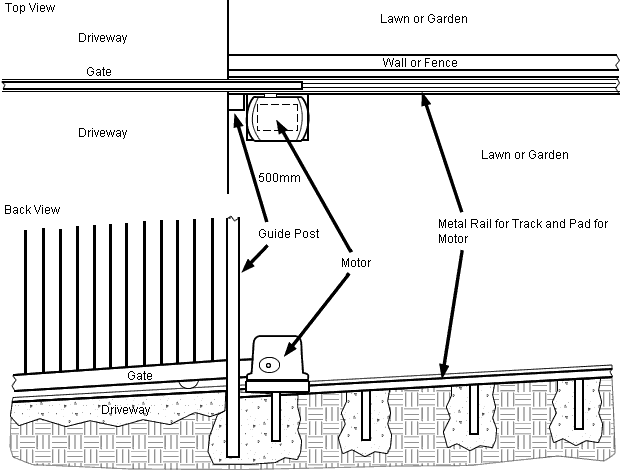 Top View
Lawn or Garden
Driveway
Wall or Fence
Gate
Driveway
Lawn or Garden
500mm
Back View
Guide Post
Metal Rail for Track and Pad for
Motor
Motor
Gate
Driveway